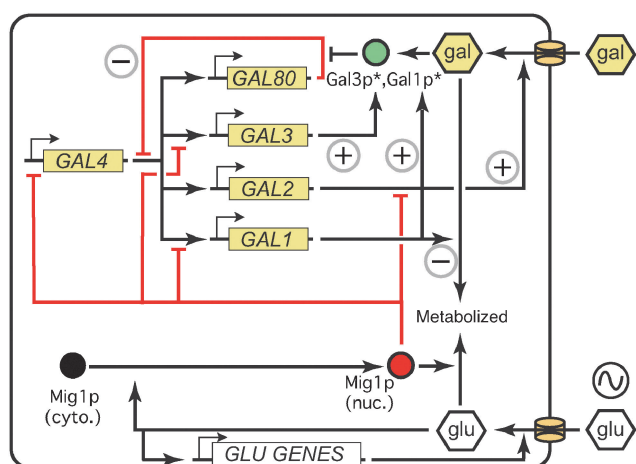 gal
gal
GAL80
Gal3p*,Gal1p*
GAL3
GAL4
GAL2
GAL1
Metabolized
Mig1p
(cyto.)
Mig1p
(nuc.)
glu
glu
GLU GENES